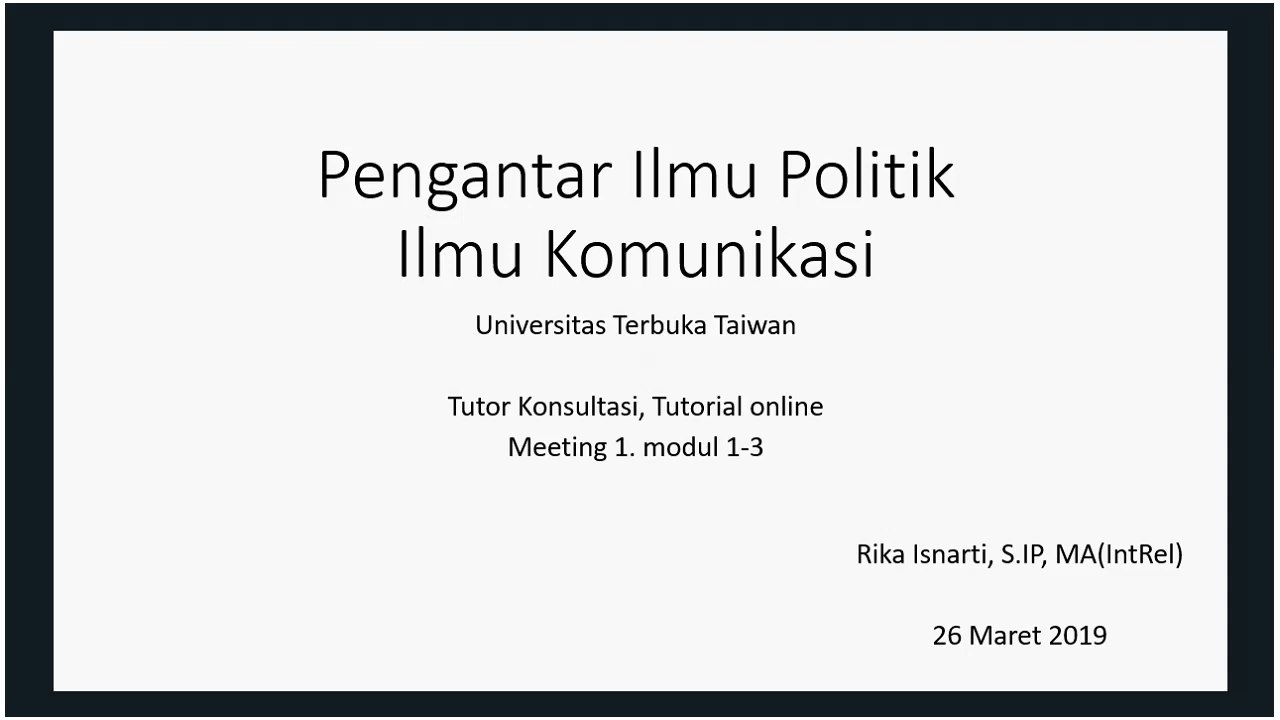 Pengantar Ilmu Politik
Ilmu Komunikasi
Universitas Terbuka Taiwan
Tutor Konsultasi, Tutorial online
Meeting 1. modul 1-3
Rika Isnarti, S.IP, MA(IntRel)
26 Maret 2019